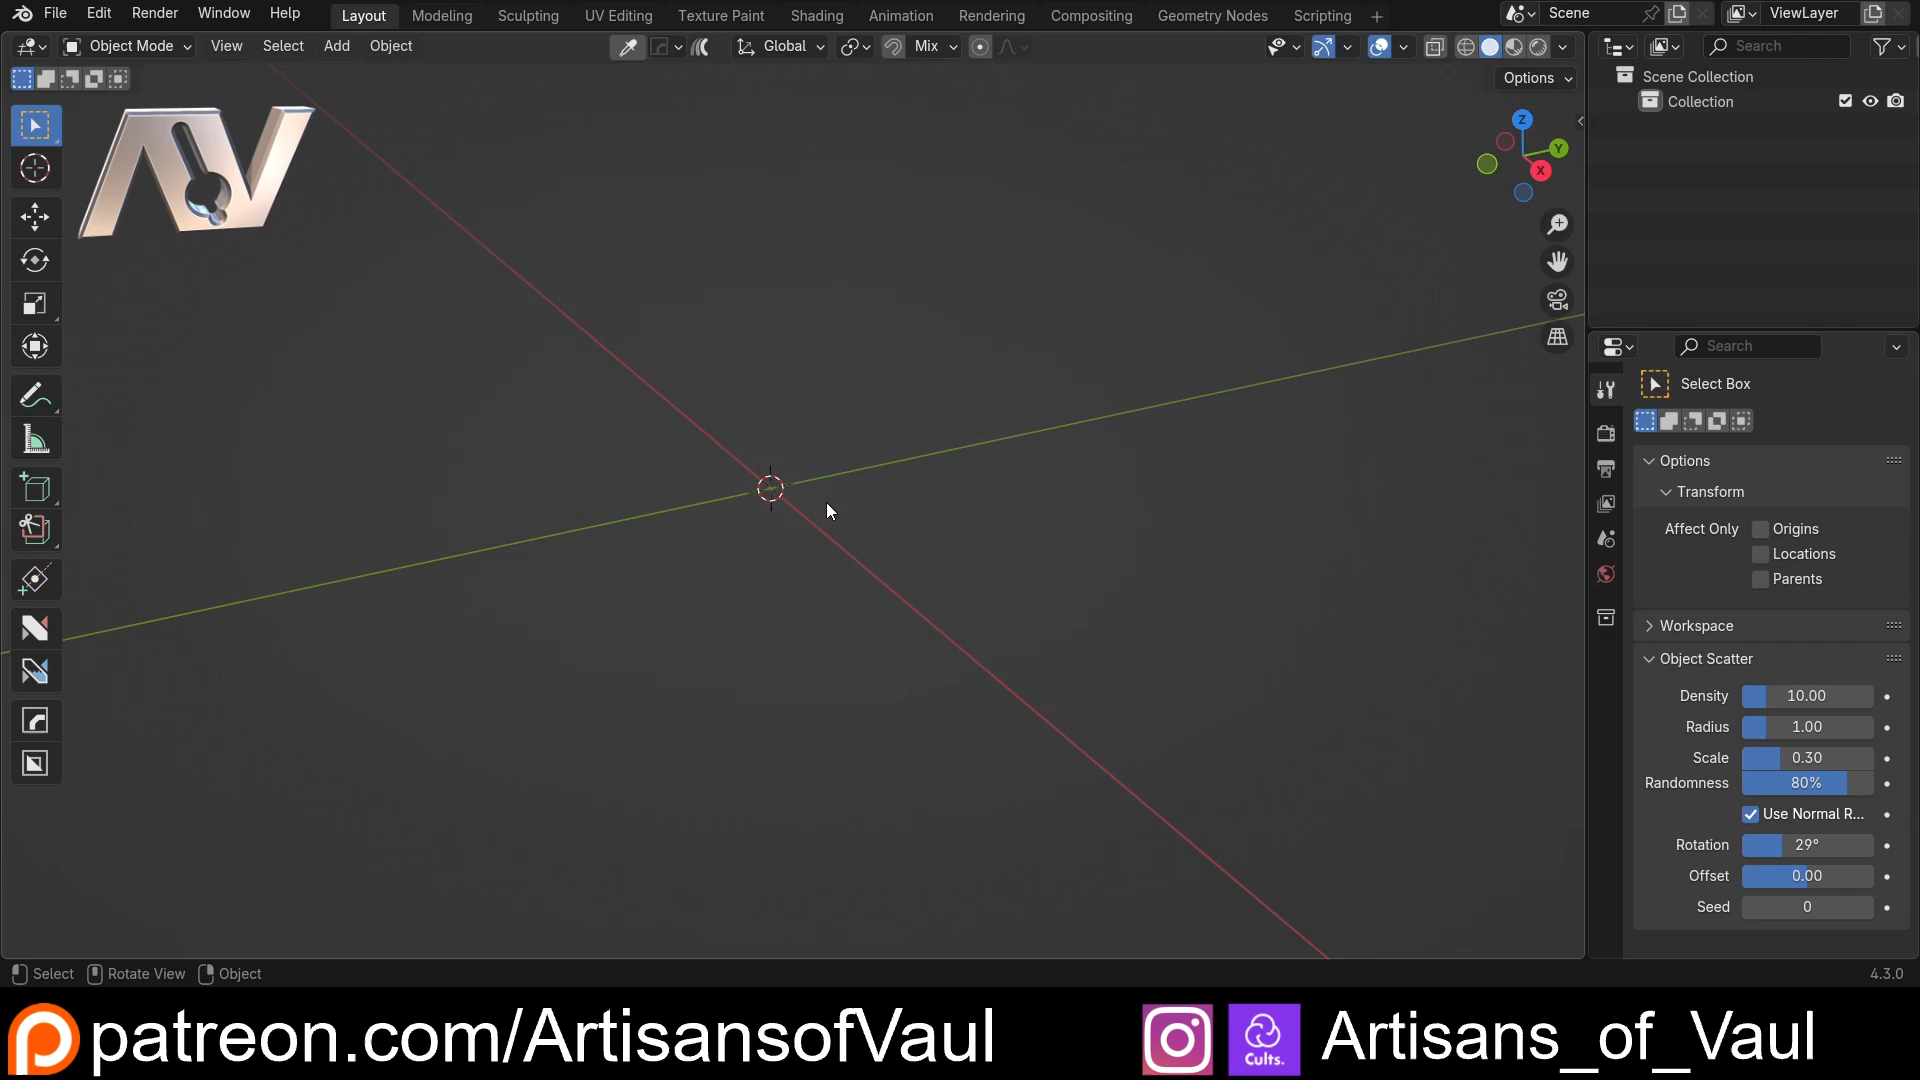 File Edit Render Window Help Layout Modeling Sculpting UV Editing Texture Paint Shading Animation Rendering Compositing Geometry Nodes Scripting + Scene ViewLayer
Object Mode View Select Add Object Global Mix Search
Options
Scene Collection
Collection
AV
Z
Y
X
Search
Select Box
Options
Transform
Affect Only Origins
Locations
Parents
Workspace
Object Scatter
Density 10.00
Radius 1.00
Scale 0.30
Randomness 80%
Use Normal R...
Rotation 29°
Offset 0.00
Seed 0
Select Rotate View Object 4.3.0
patreon.com/ArtisansofVaul Cults. Artisans_of_Vaul